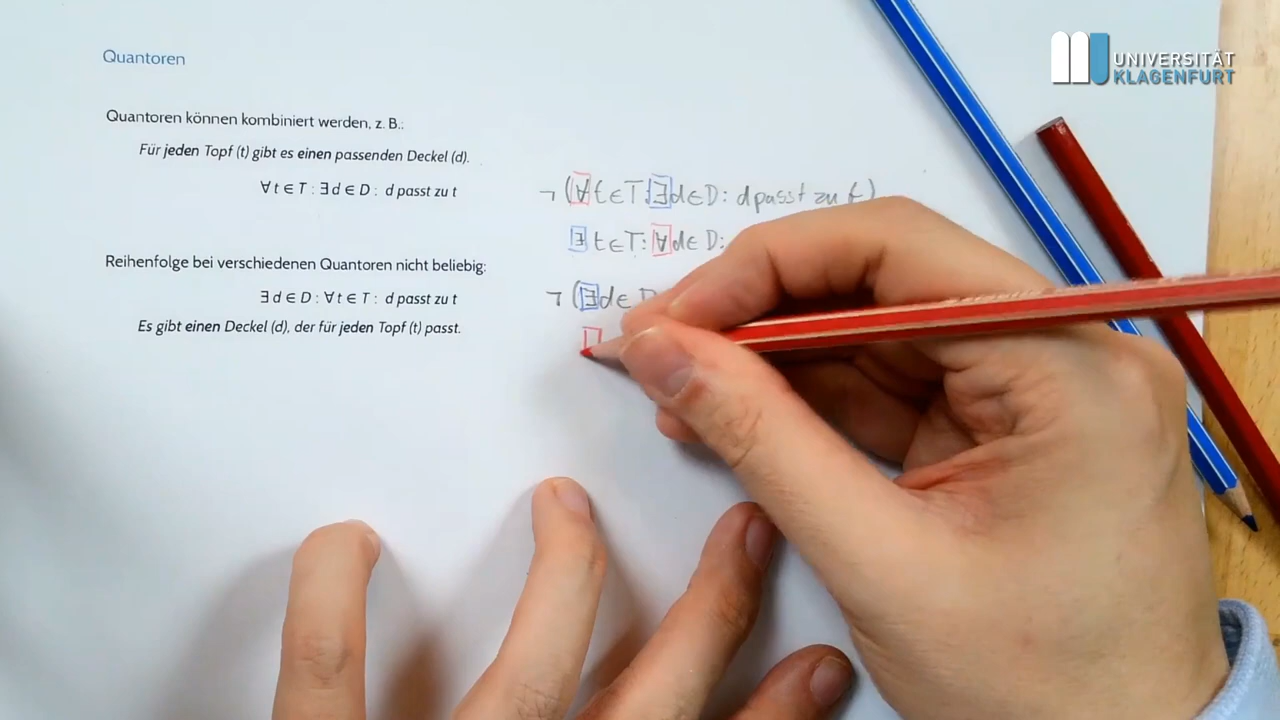 Quantoren
UNIVERSITÄT
KLAGENFURT
Quantoren können kombiniert werden, z. B.:
Für jeden Topf (t) gibt es einen passenden Deckel (d).
∀ t ∈ T : ∃ d ∈ D : d passt zu t
¬ (∀ t ∈ T: ∃ d ∈ D: d passt zu t)
∃ t ∈ T: ∀ d ∈ D:
Reihenfolge bei verschiedenen Quantoren nicht beliebig:
∃ d ∈ D : ∀ t ∈ T : d passt zu t
¬ (∃ d ∈ D
Es gibt einen Deckel (d), der für jeden Topf (t) passt.